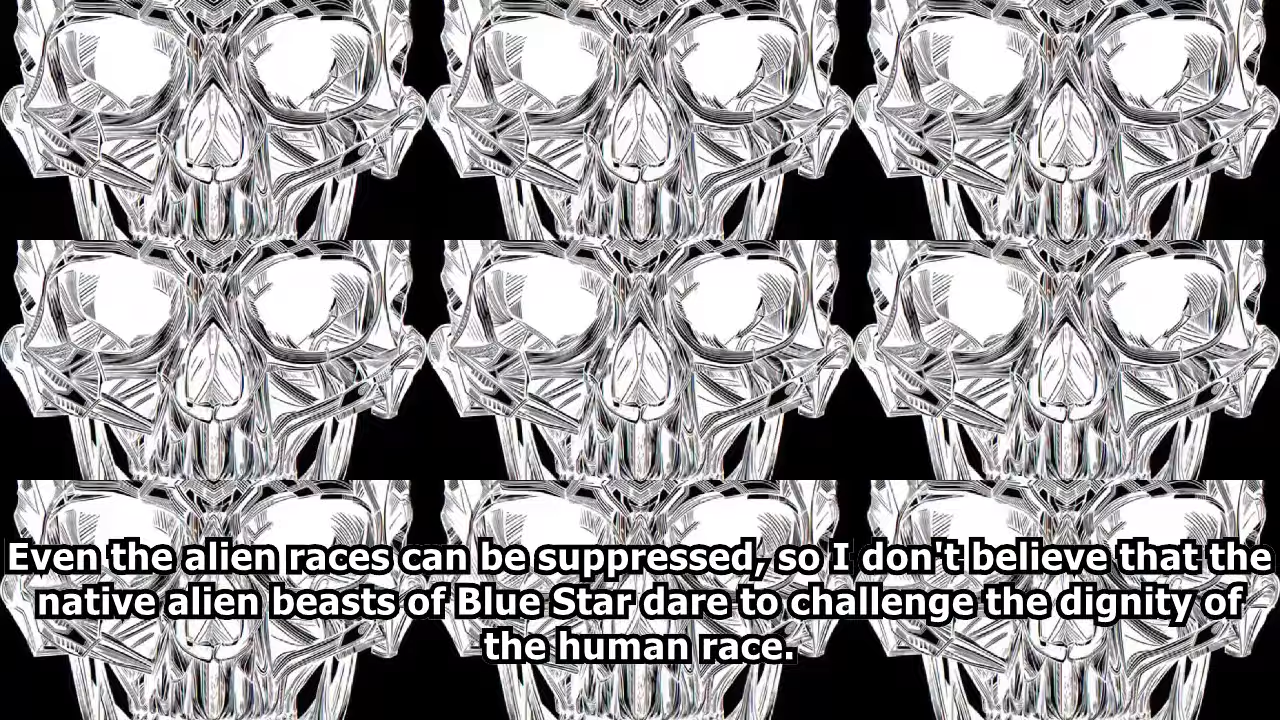 Even the alien races can be suppressed, so I don't believe that the
native alien beasts of Blue Star dare to challenge the dignity of
the human race.